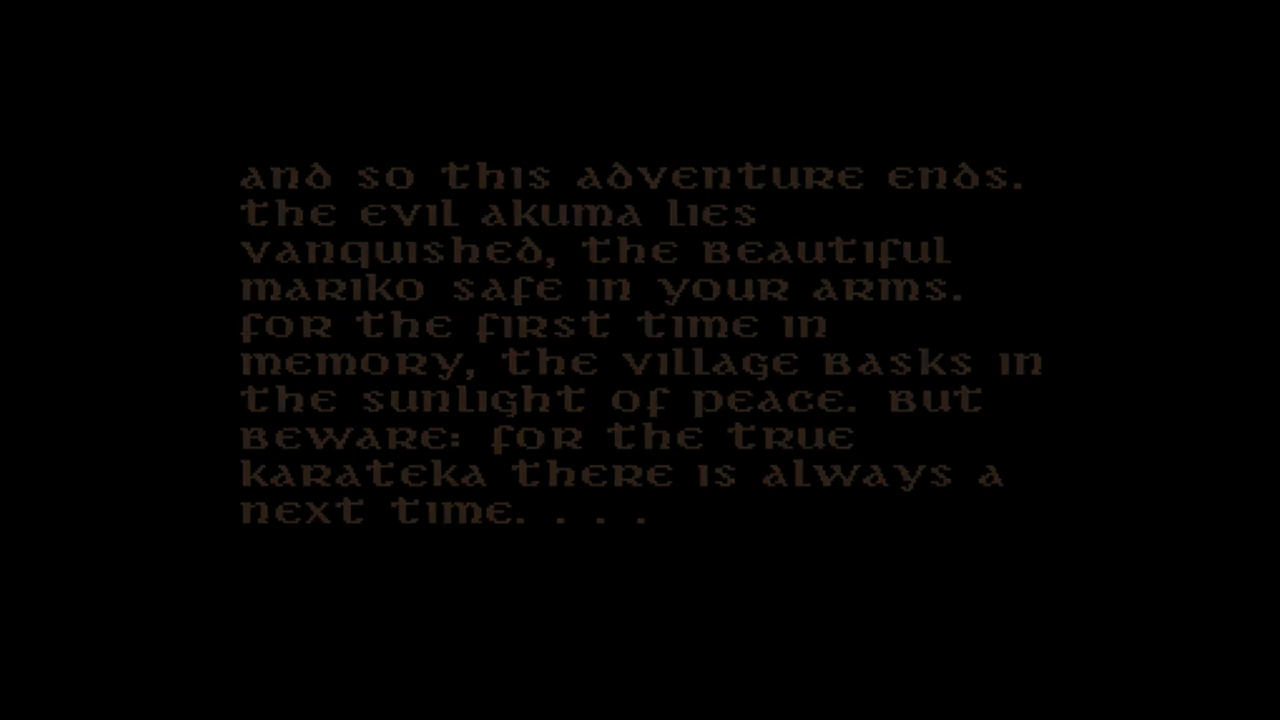 and so this adventure ends.
the evil akuma lies
vanquished, the beautiful
mariko safe in your arms.
for the first time in
memory, the village basks in
the sunlight of peace. But
beware: for the true
karateka there is always a
next time. . . .